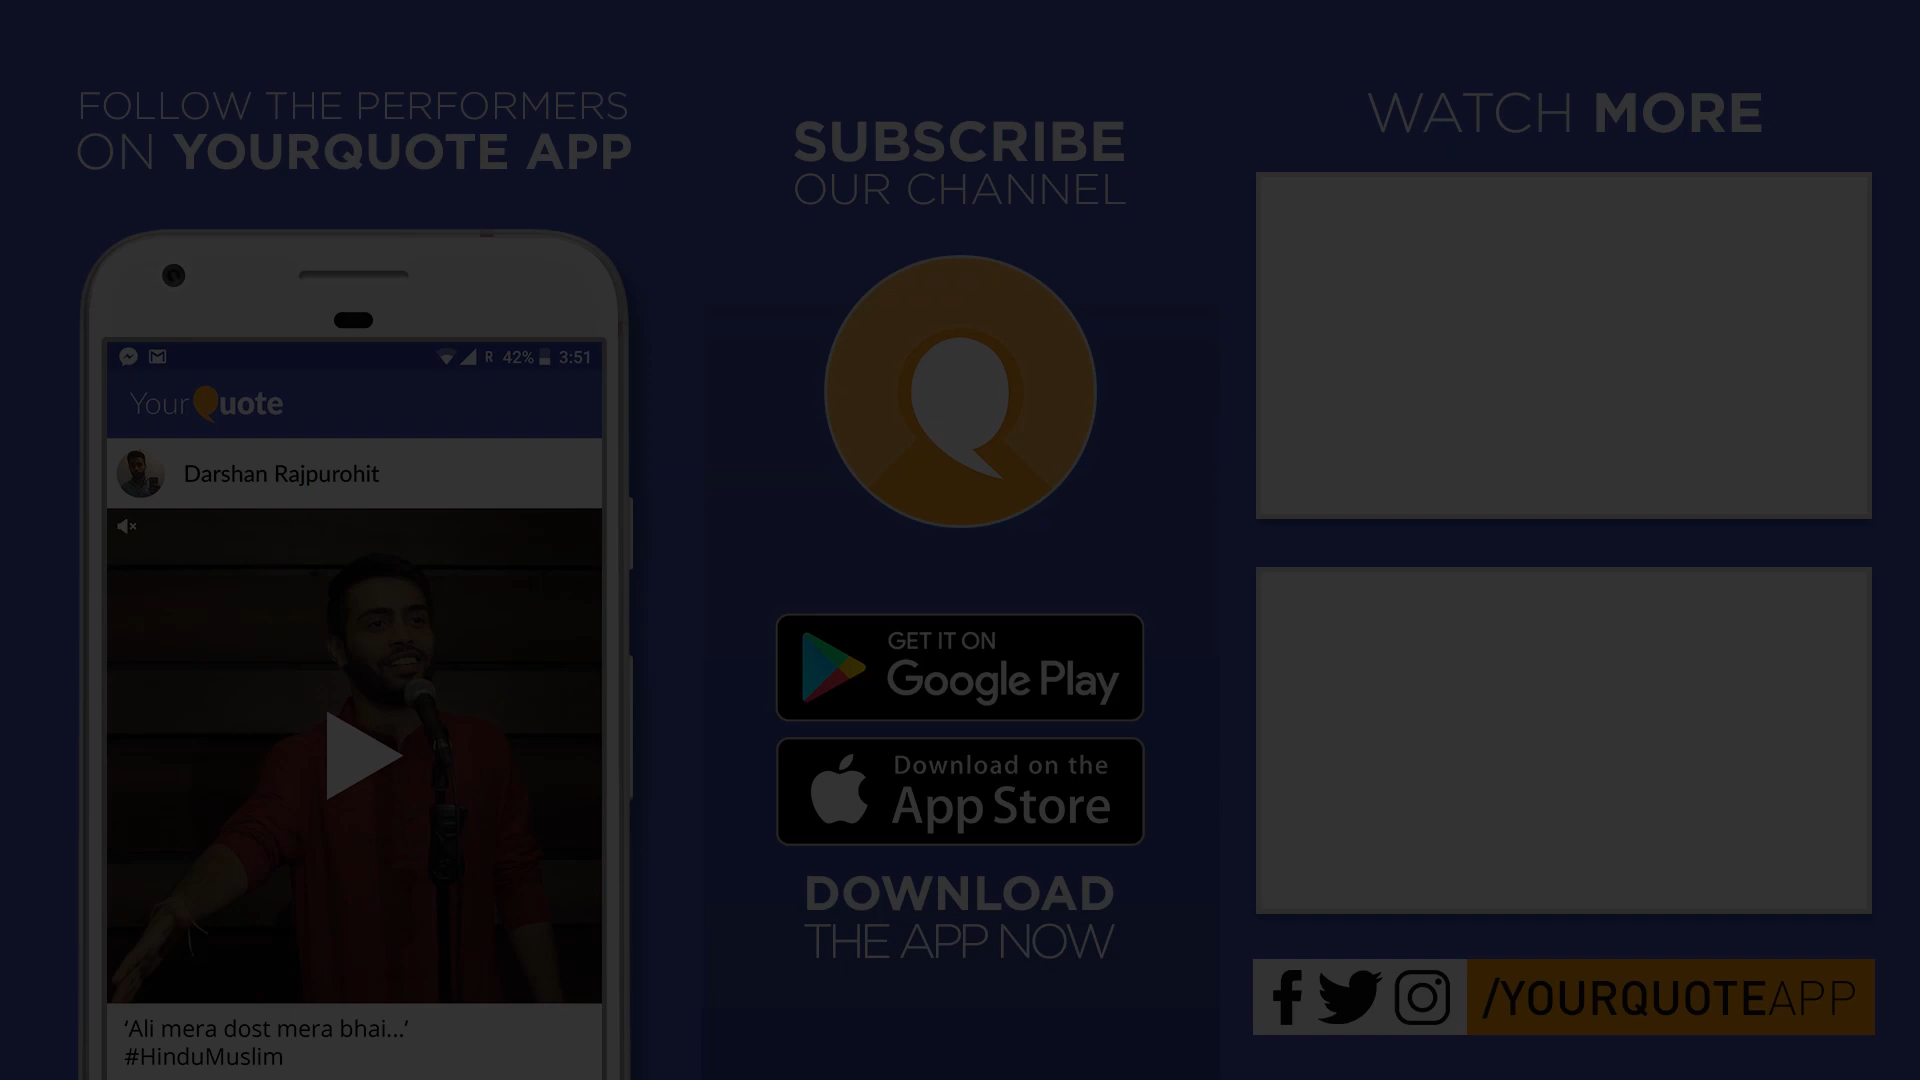 FOLLOW THE PERFORMERS
ON YOURQUOTE APP
R 42% 3:51
YourQuote
Darshan Rajpurohit
‘Ali mera dost mera bhai...’
#HinduMuslim
SUBSCRIBE
OUR CHANNEL
GET IT ON
Google Play
Download on the
App Store
DOWNLOAD
THE APP NOW
WATCH MORE
/YOURQUOTEAPP